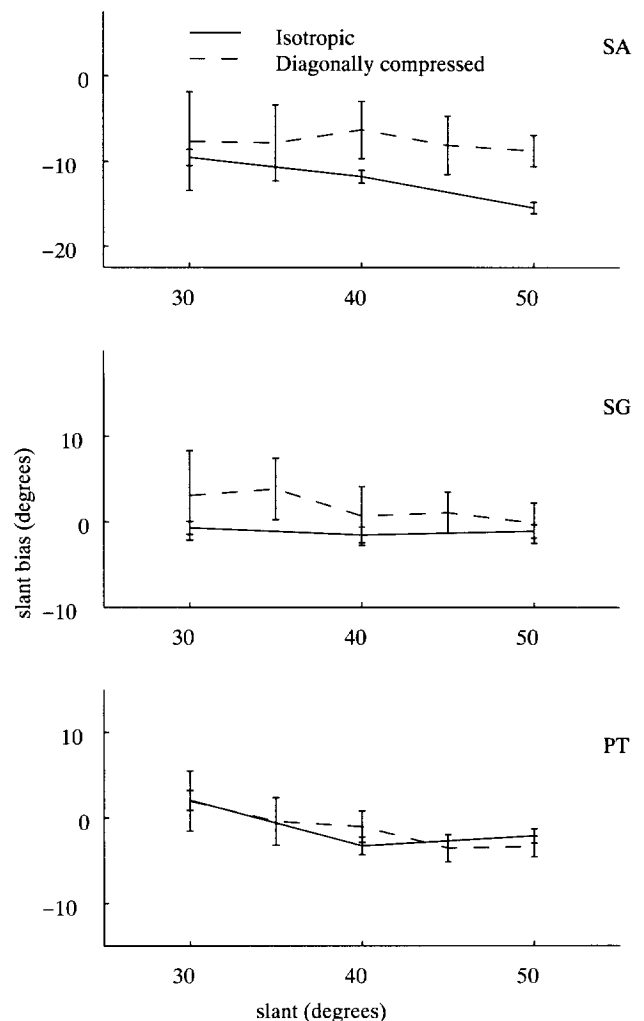 Isotropic
Diagonally compressed
SA
0
−10
−20
30 40 50
SG
10
0
−10
30 40 50
slant bias (degrees)
PT
10
0
−10
30 40 50
slant (degrees)